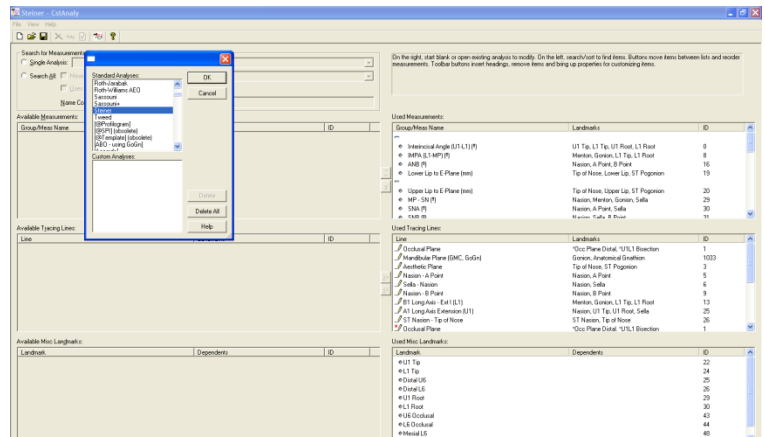 Steiner - CstAnaly
File View Help
Search for Measurements
Single Analysis:
Search All:
Name Co
On the right, start blank or open existing analysis to modify. On the left, search/sort to find items. Buttons move items between lists and reorder
measurements. Toolbar buttons insert headings, remove items and bring up properties for customizing items.
Standard Analyses:
Roth-Jarabak
Roth-Williams AEO
Sassouni
Sassouni+
Steiner
Tweed
[@Profilogram]
[@SPI] (obsolete)
[@Template] (obsolete)
[ABO - using GoGn]
Custom Analyses:
OK
Cancel
Delete
Delete All
Help
Available Measurements:
Group/Meas Name
ID
Used Measurements:
Group/Meas Name Landmarks ID
Interincisal Angle (U1-L1) (º) U1 Tip, L1 Tip, U1 Root, L1 Root 0
IMPA (L1-MP) (º) Menton, Gonion, L1 Tip, L1 Root 8
ANB (º) Nasion, A Point, B Point 16
Lower Lip to E-Plane (mm) Tip of Nose, Lower Lip, ST Pogonion 19
Upper Lip to E-Plane (mm) Tip of Nose, Upper Lip, ST Pogonion 20
MP - SN (º) Nasion, Menton, Gonion, Sella 29
SNA (º) Nasion, A Point, Sella 30
SNB (º) Nasion, Sella, B Point 31
Available Tracing Lines:
Line ID
Used Tracing Lines:
Line Landmarks ID
Occlusal Plane °Occ Plane Distal, °U1L1 Bisection 1
Mandibular Plane (GMC, GoGn) Gonion, Anatomical Gnathion 1033
Aesthetic Plane Tip of Nose, ST Pogonion 3
Nasion - A Point Nasion, A Point 5
Sella - Nasion Nasion, Sella 6
Nasion - B Point Nasion, B Point 9
B1 Long Axis - Ext I (L1) Menton, Gonion, L1 Tip, L1 Root 13
A1 Long Axis Extension (U1) Nasion, U1 Tip, U1 Root, Sella 25
ST Nasion - Tip of Nose ST Nasion, Tip of Nose 26
Occlusal Plane °Occ Plane Distal, °U1L1 Bisection 1
Available Misc Landmarks:
Landmark Dependents ID
Used Misc Landmarks:
Landmark Dependents ID
U1 Tip 22
L1 Tip 24
Distal U6 25
Distal L6 26
U1 Root 29
L1 Root 30
U6 Occlusal 43
L6 Occlusal 44
Mesial L6 48